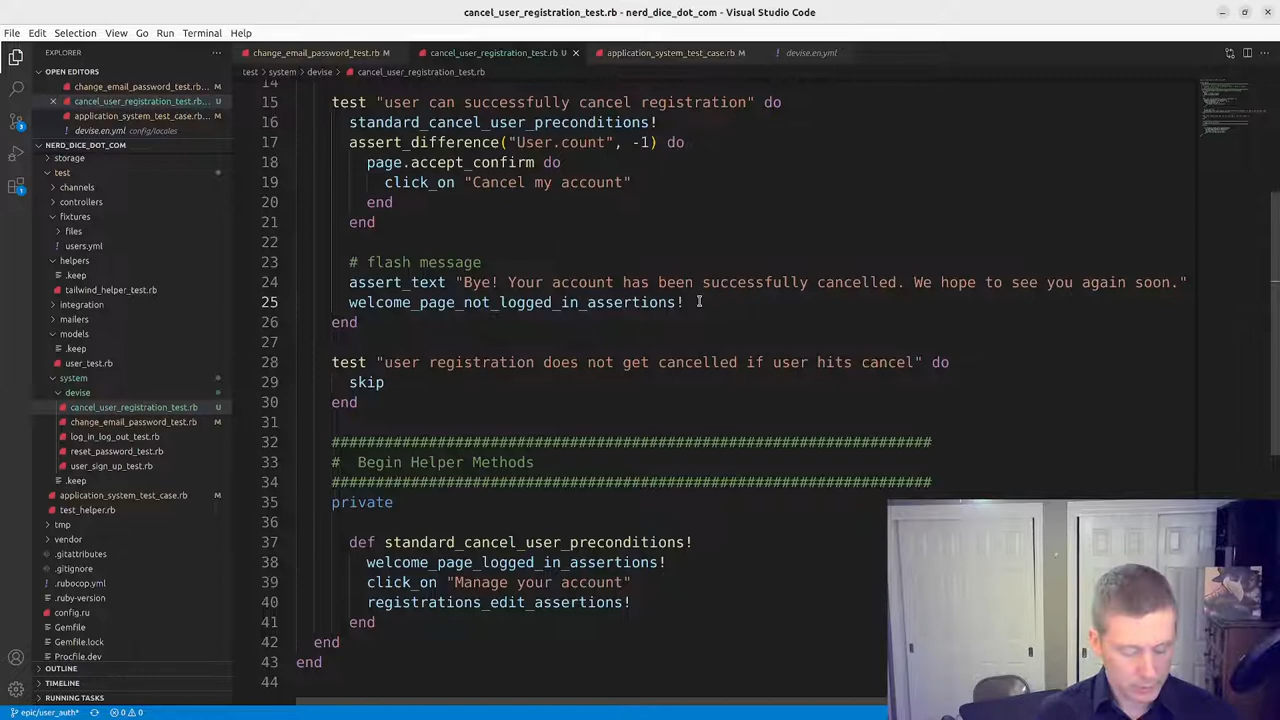 cancel_user_registration_test.rb - nerd_dice_dot_com - Visual Studio Code
File Edit Selection View Go Run Terminal Help
EXPLORER
OPEN EDITORS
change_email_password_test.rb... M
cancel_user_registration_test.rb... U
application_system_test_case.rb... M
devise.en.yml config/locales
NERD_DICE_DOT_COM
storage
test
channels
controllers
fixtures
files
users.yml
helpers
.keep
tailwind_helper_test.rb
integration
mailers
models
.keep
user_test.rb
system
devise
cancel_user_registration_test.rb U
change_email_password_test.rb M
log_in_log_out_test.rb
reset_password_test.rb
user_sign_up_test.rb
.keep
application_system_test_case.rb M
test_helper.rb
tmp
vendor
.gitattributes
.gitignore
.rubocop.yml
.ruby-version
config.ru
Gemfile
Gemfile.lock
Procfile.dev
OUTLINE
TIMELINE
RUNNING TASKS
change_email_password_test.rb M
cancel_user_registration_test.rb U
application_system_test_case.rb M
devise.en.yml
test > system > devise > cancel_user_registration_test.rb
14
15 test "user can successfully cancel registration" do
16 standard_cancel_user_preconditions!
17 assert_difference("User.count", -1) do
18 page.accept_confirm do
19 click_on "Cancel my account"
20 end
21 end
22
23 # flash message
24 assert_text "Bye! Your account has been successfully cancelled. We hope to see you again soon."
25 welcome_page_not_logged_in_assertions!
26 end
27
28 test "user registration does not get cancelled if user hits cancel" do
29 skip
30 end
31
32 ####################################################################
33 # Begin Helper Methods
34 ####################################################################
35 private
36
37 def standard_cancel_user_preconditions!
38 welcome_page_logged_in_assertions!
39 click_on "Manage your account"
40 registrations_edit_assertions!
41 end
42 end
43 end
44
epic/user_auth* 0 0